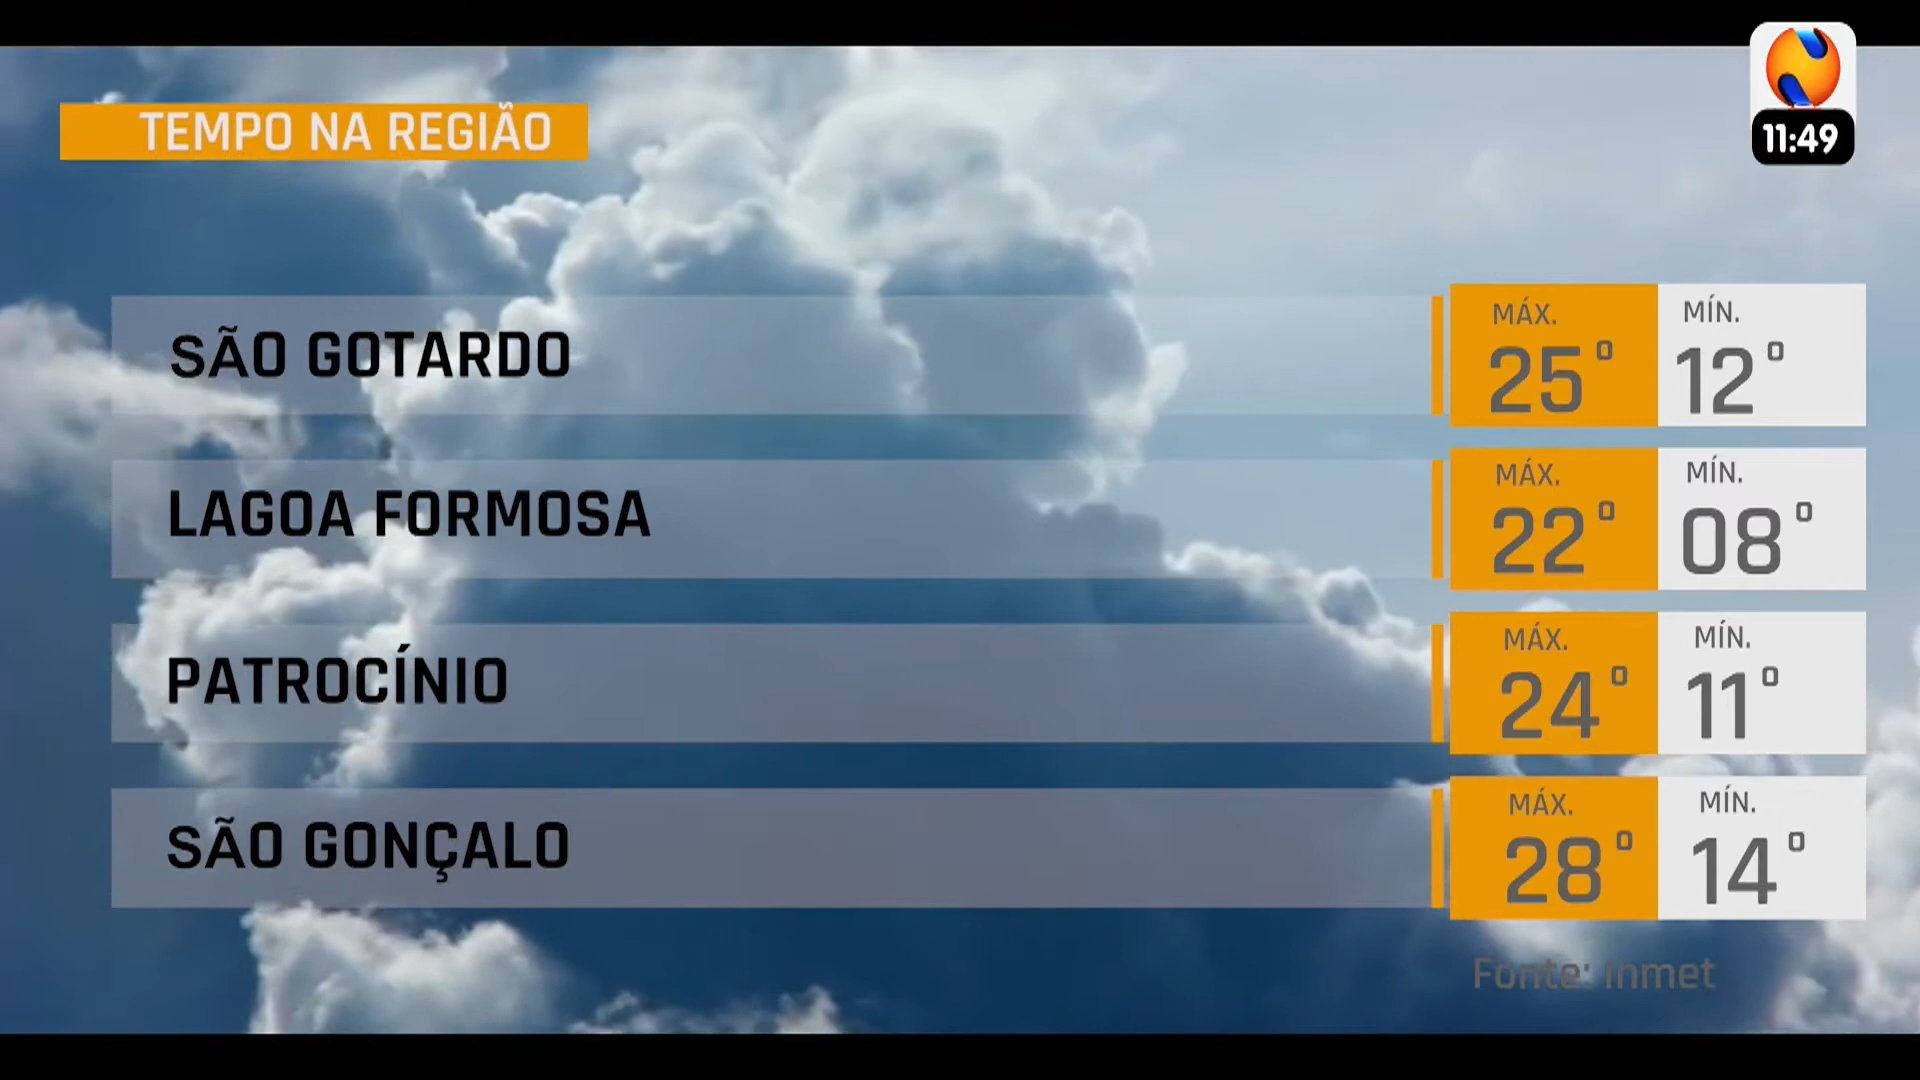 11:49
TEMPO NA REGIÃO
SÃO GOTARDO
MÁX.
25°
MÍN.
12°
LAGOA FORMOSA
MÁX.
22°
MÍN.
08°
PATROCÍNIO
MÁX.
24°
MÍN.
11°
SÃO GONÇALO
MÁX.
28°
MÍN.
14°
Fonte: Inmet